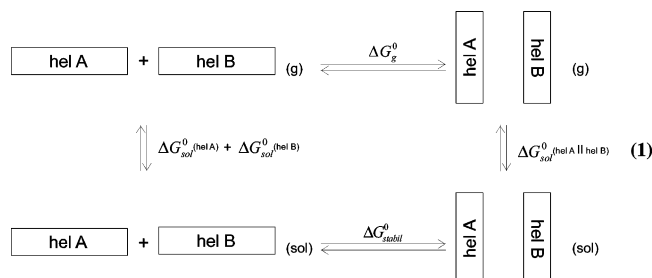 hel A + hel B (g) ΔG⁰g hel A hel B (g)
ΔG⁰sol(hel A) + ΔG⁰sol(hel B) ΔG⁰sol(hel A II hel B) (1)
hel A + hel B (sol) ΔG⁰stabil hel A hel B (sol)